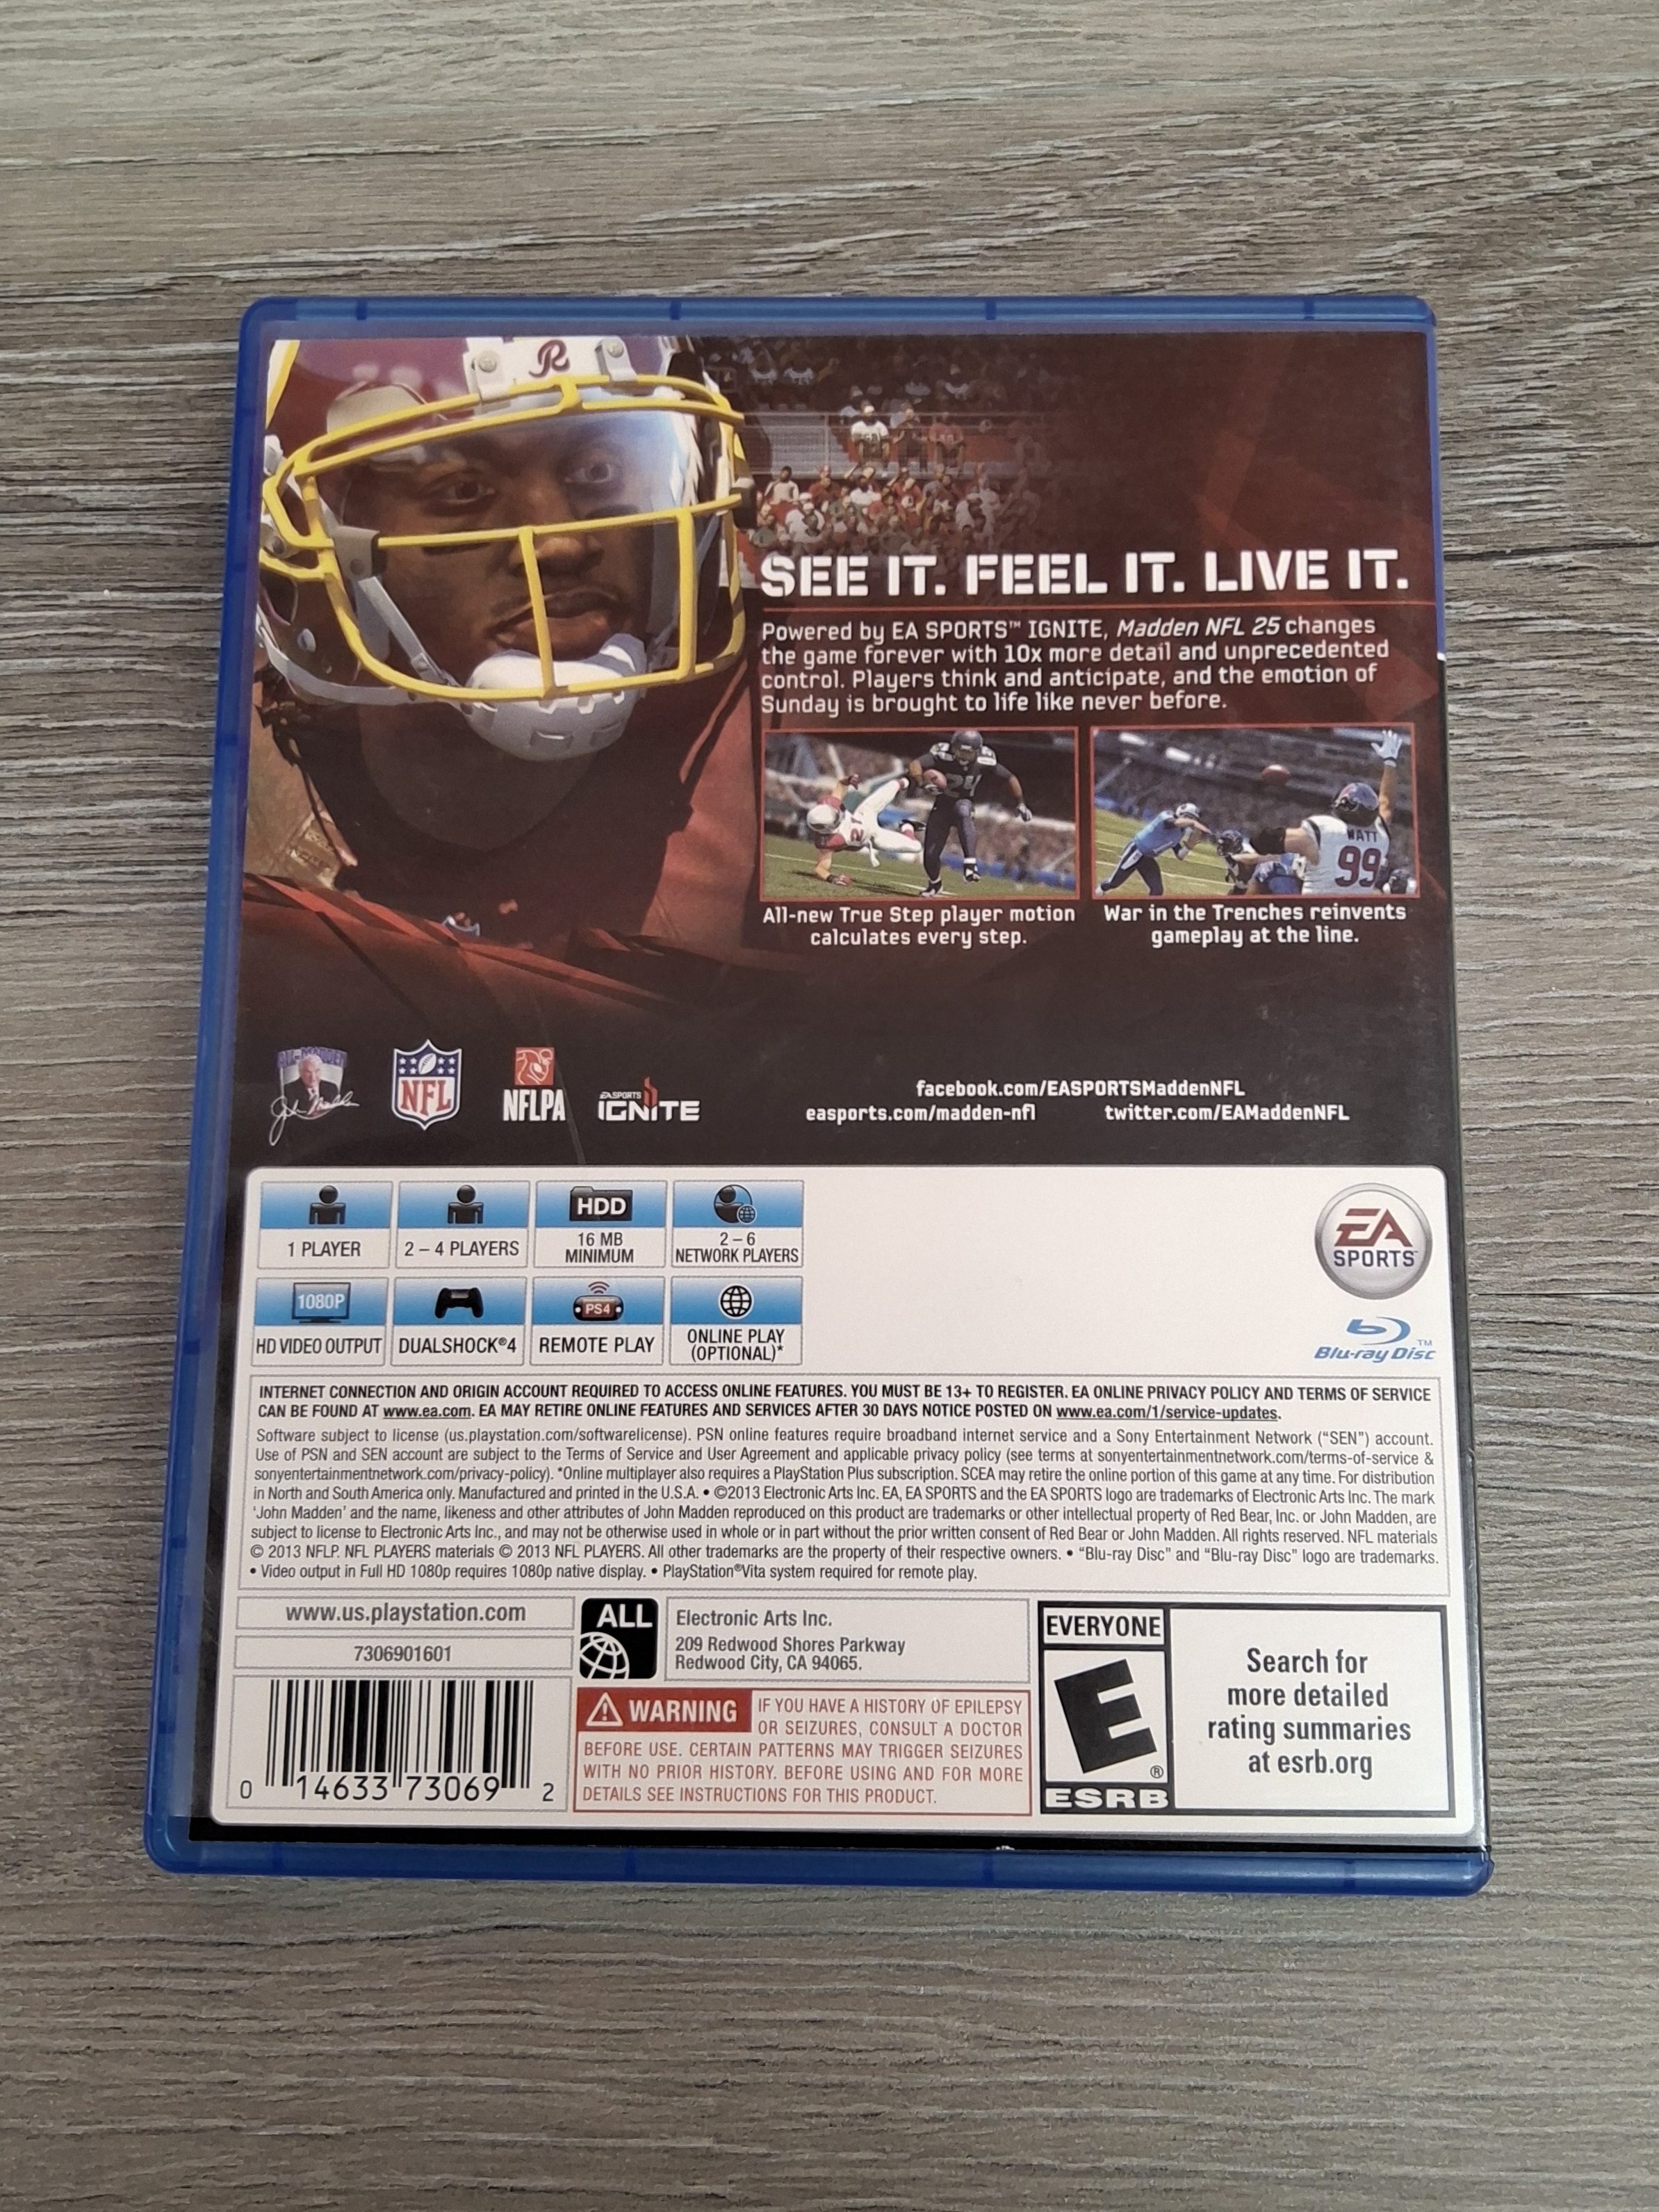 R
SEE IT. FEEL IT. LIVE IT.
Powered by EA SPORTS™ IGNITE, Madden NFL 25 changes
the game forever with 10x more detail and unprecedented
control. Players think and anticipate, and the emotion of
Sunday is brought to life like never before.
21
21
WATT
99
All-new True Step player motion
calculates every step.
War in the Trenches reinvents
gameplay at the line.
ALL-MADDEN
John Madden
NFL
NFLPA
EA SPORTS
IGNITE
facebook.com/EASPORTSMaddenNFL
easports.com/madden-nfl twitter.com/EAMaddenNFL
1 PLAYER
2 – 4 PLAYERS
HDD
16 MB
MINIMUM
2 – 6
NETWORK PLAYERS
1080P
HD VIDEO OUTPUT
DUALSHOCK®4
PS4
REMOTE PLAY
ONLINE PLAY
(OPTIONAL)*
EA
SPORTS™
Blu-ray Disc™
INTERNET CONNECTION AND ORIGIN ACCOUNT REQUIRED TO ACCESS ONLINE FEATURES. YOU MUST BE 13+ TO REGISTER. EA ONLINE PRIVACY POLICY AND TERMS OF SERVICE
CAN BE FOUND AT www.ea.com. EA MAY RETIRE ONLINE FEATURES AND SERVICES AFTER 30 DAYS NOTICE POSTED ON www.ea.com/1/service-updates.
Software subject to license (us.playstation.com/softwarelicense). PSN online features require broadband internet service and a Sony Entertainment Network (“SEN”) account.
Use of PSN and SEN account are subject to the Terms of Service and User Agreement and applicable privacy policy (see terms at sonyentertainmentnetwork.com/terms-of-service &
sonyentertainmentnetwork.com/privacy-policy). *Online multiplayer also requires a PlayStation Plus subscription. SCEA may retire the online portion of this game at any time. For distribution
in North and South America only. Manufactured and printed in the U.S.A. • ©2013 Electronic Arts Inc. EA, EA SPORTS and the EA SPORTS logo are trademarks of Electronic Arts Inc. The mark
‘John Madden’ and the name, likeness and other attributes of John Madden reproduced on this product are trademarks or other intellectual property of Red Bear, Inc. or John Madden, are
subject to license to Electronic Arts Inc., and may not be otherwise used in whole or in part without the prior written consent of Red Bear or John Madden. All rights reserved. NFL materials
© 2013 NFLP. NFL PLAYERS materials © 2013 NFL PLAYERS. All other trademarks are the property of their respective owners. • “Blu-ray Disc” and “Blu-ray Disc” logo are trademarks.
• Video output in Full HD 1080p requires 1080p native display. • PlayStation®Vita system required for remote play.
www.us.playstation.com
7306901601
0 14633 73069 2
ALL
Electronic Arts Inc.
209 Redwood Shores Parkway
Redwood City, CA 94065.
WARNING IF YOU HAVE A HISTORY OF EPILEPSY
OR SEIZURES, CONSULT A DOCTOR
BEFORE USE. CERTAIN PATTERNS MAY TRIGGER SEIZURES
WITH NO PRIOR HISTORY. BEFORE USING AND FOR MORE
DETAILS SEE INSTRUCTIONS FOR THIS PRODUCT.
EVERYONE
E
®
ESRB
Search for
more detailed
rating summaries
at esrb.org